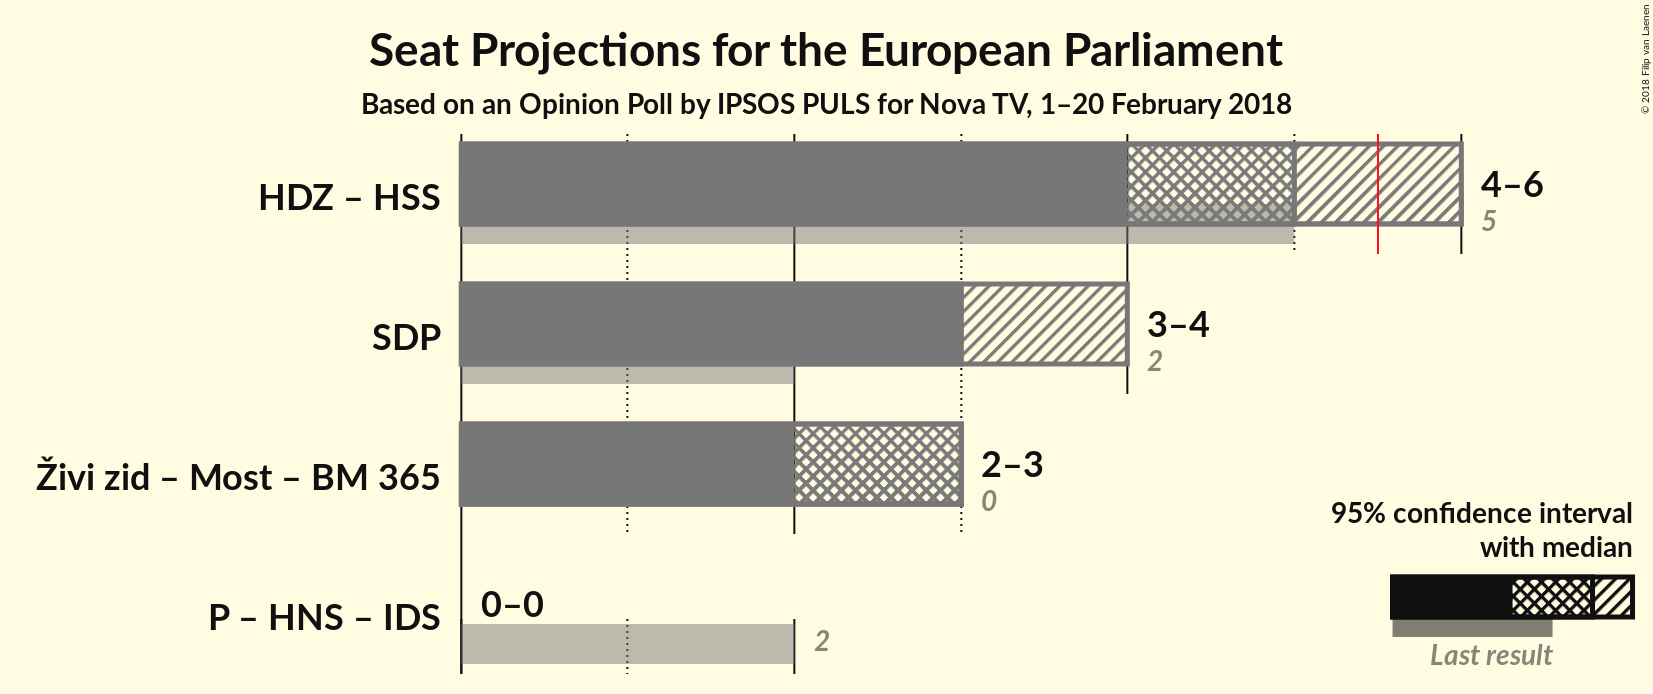 Seat Projections for the European Parliament
Based on an Opinion Poll by IPSOS PULS for Nova TV, 1–20 February 2018
© 2018 Filip van Laenen
HDZ – HSS
4–6
5
SDP
3–4
2
Živi zid – Most – BM 365
2–3
0
P – HNS – IDS
0–0
2
95% confidence interval
with median
Last result